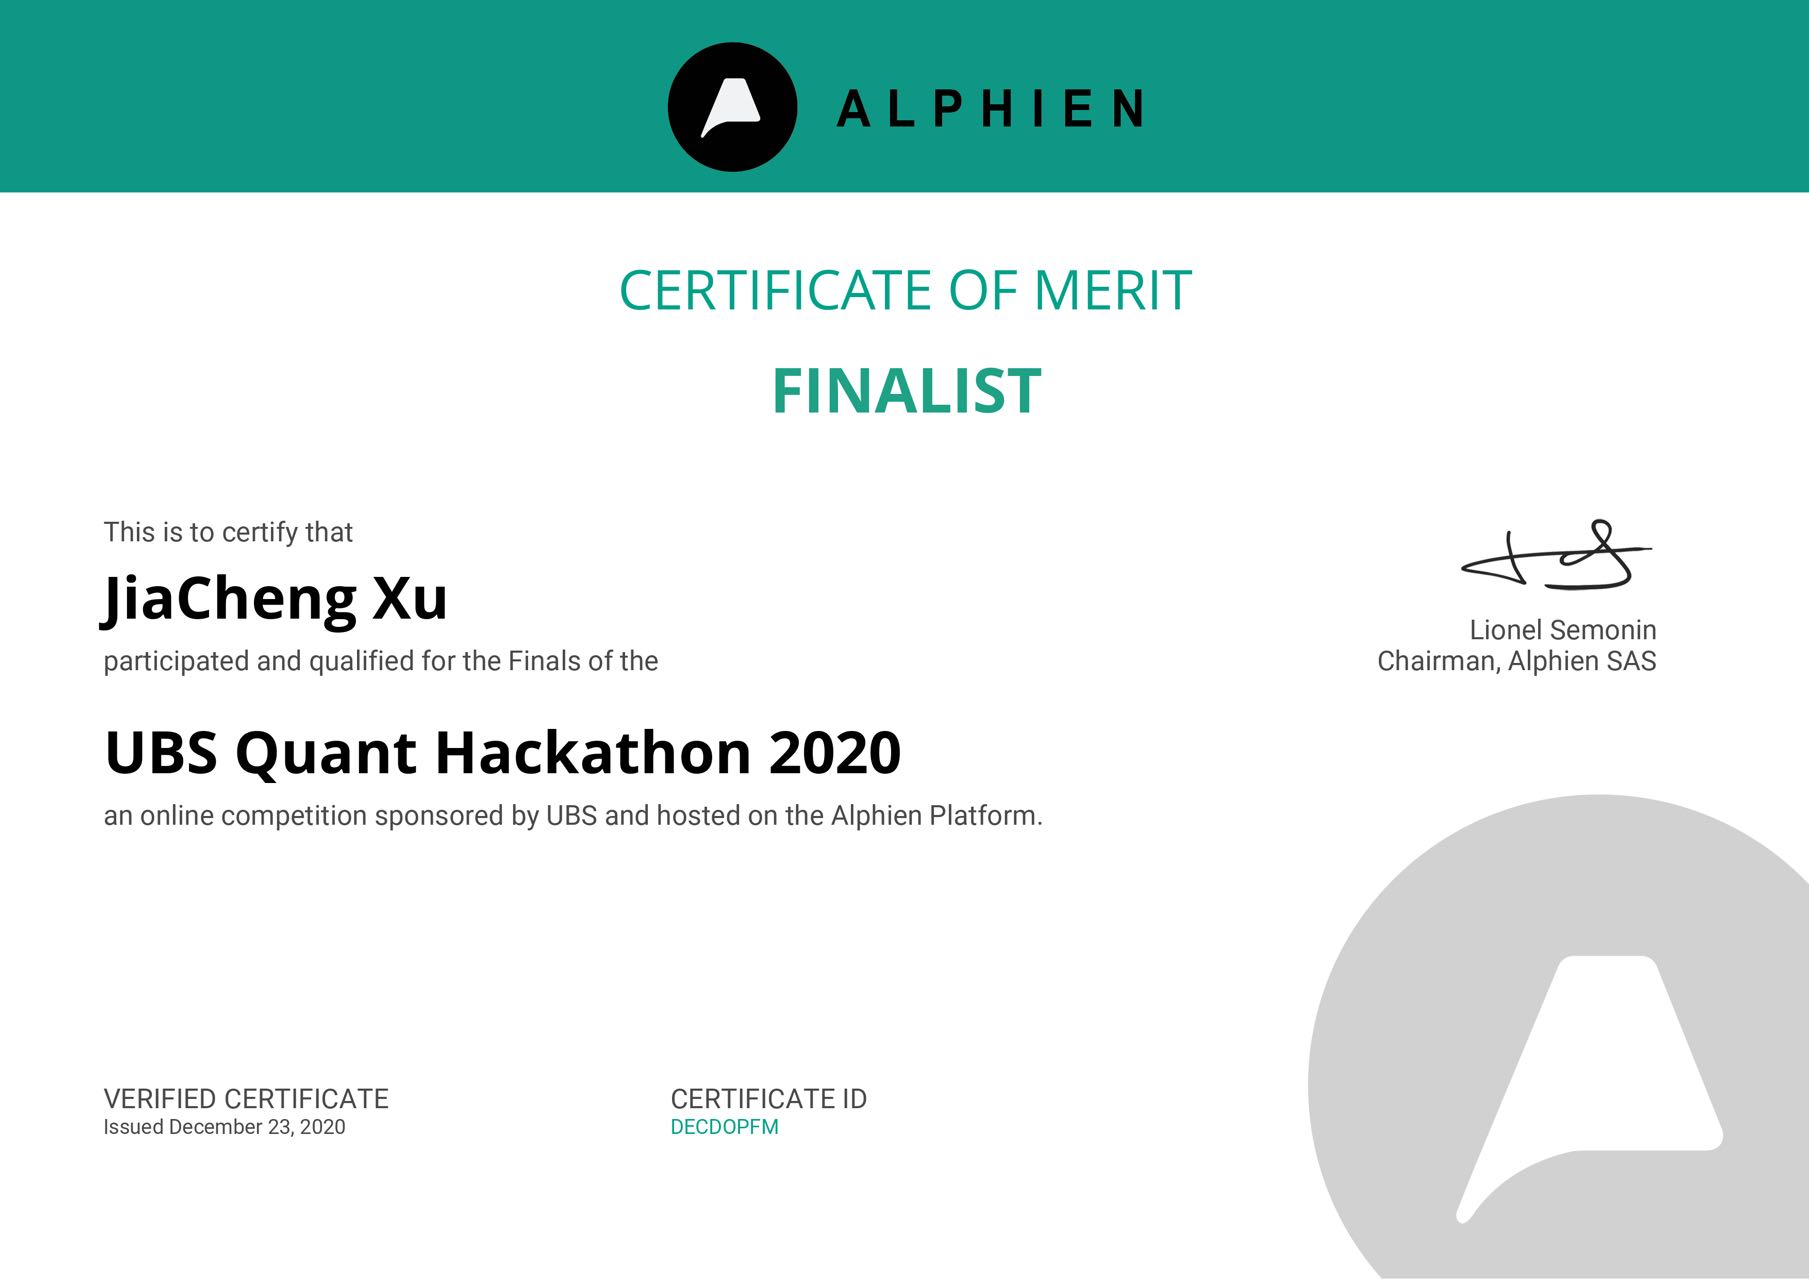 ALPHIEN
CERTIFICATE OF MERIT
FINALIST
This is to certify that
JiaCheng Xu
participated and qualified for the Finals of the
UBS Quant Hackathon 2020
an online competition sponsored by UBS and hosted on the Alphien Platform.
Lionel Semonin
Chairman, Alphien SAS
VERIFIED CERTIFICATE
Issued December 23, 2020
CERTIFICATE ID
DECDOPFM